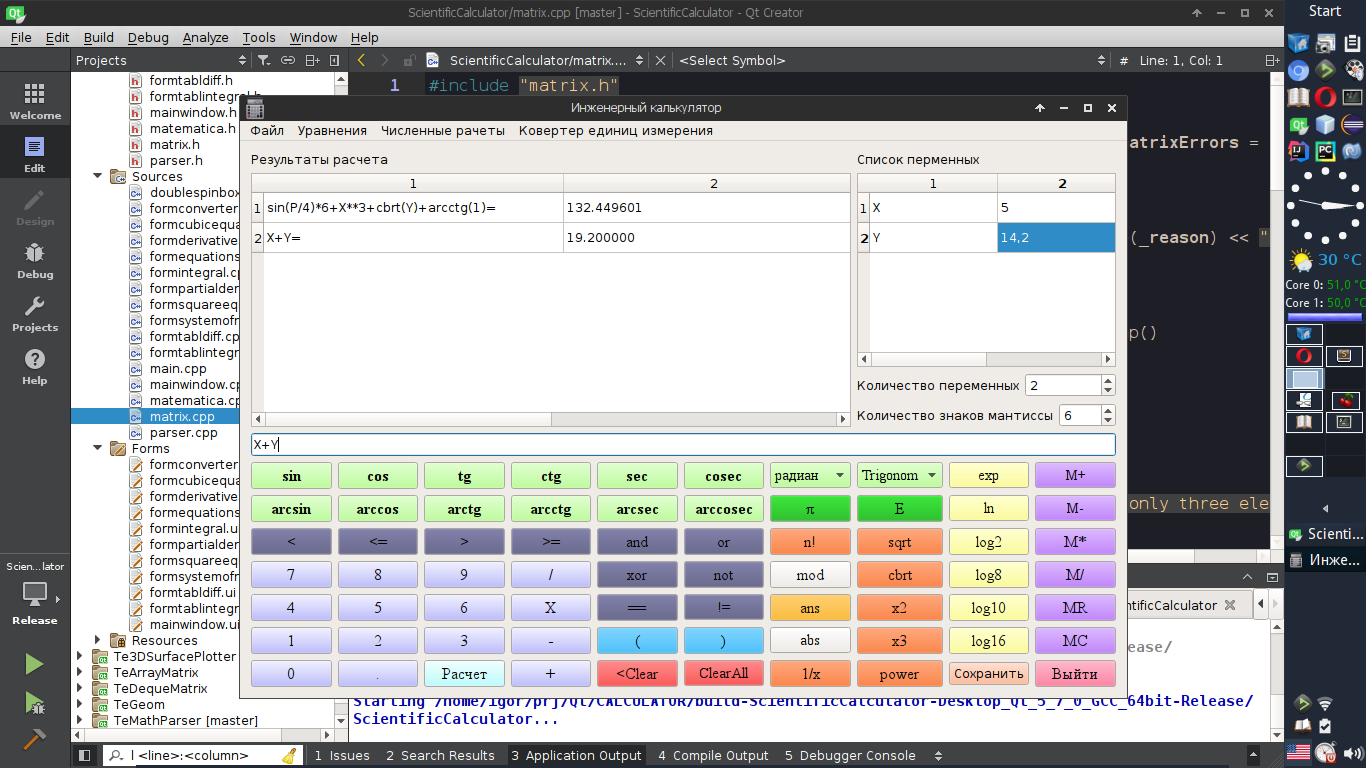 ScientificCalculator/matrix.cpp [master] - ScientificCalculator - Qt Creator
Start
File Edit Build Debug Analyze Tools Window Help
Projects
ScientificCalculator/matrix.... <Select Symbol> # Line: 1, Col: 1
Welcome
Edit
Design
Debug
Projects
Help
formtabldiff.h
formtablintegral.h
mainwindow.h
matematica.h
matrix.h
parser.h
Sources
doublespinbox
formconverter
formcubicequa
formderivative
formequations
formintegral.cp
formpartialder
formsquareequ
formsystemofn
formtabldiff.cp
formtablintegr
main.cpp
mainwindow.cp
matematica.cp
matrix.cpp
parser.cpp
Forms
formconverter
formcubicequa
formderivative
formequations
formintegral.ui
formpartialder
formsquareequ
formsystemofn
formtabldiff.ui
formtablintegr
mainwindow.ui
Resources
Te3DSurfacePlotter
TeArrayMatrix
TeDequeMatrix
TeGeom
TeMathParser [master]
Scien...lator
Release
1 #include "matrix.h"
atrixErrors =
(_reason) << "
p()
only three ele
Инженерный калькулятор
Файл Уравнения Численные расчеты Ковертер единиц измерения
Результаты расчета
1 2
1 sin(P/4)*6+X**3+cbrt(Y)+arcctg(1)= 132.449601
2 X+Y= 19.200000
Список перменных
1 2
1 X 5
2 Y 14,2
Количество переменных 2
Количество знаков мантиссы 6
X+Y
sin cos tg ctg sec cosec радиан Trigonom exp M+
arcsin arccos arctg arcctg arcsec arccosec π E ln M-
< <= > >= and or n! sqrt log2 M*
7 8 9 / xor not mod cbrt log8 M/
4 5 6 X == != ans x2 log10 MR
1 2 3 - ( ) abs x3 log16 MC
0 . Расчет + <Clear ClearAll 1/x power Сохранить Выйти
ntificCalculator
ease/
Starting /home/igor/prj/Qt/CALCULATOR/build-ScientificCalculator-Desktop_Qt_5_7_0_GCC_64bit-Release/
ScientificCalculator...
l <line>:<column> 1 Issues 2 Search Results 3 Application Output 4 Compile Output 5 Debugger Console
30 °C
Core 0: 51,0 °C
Core 1: 50,0 °C
Scienti...
Инже...